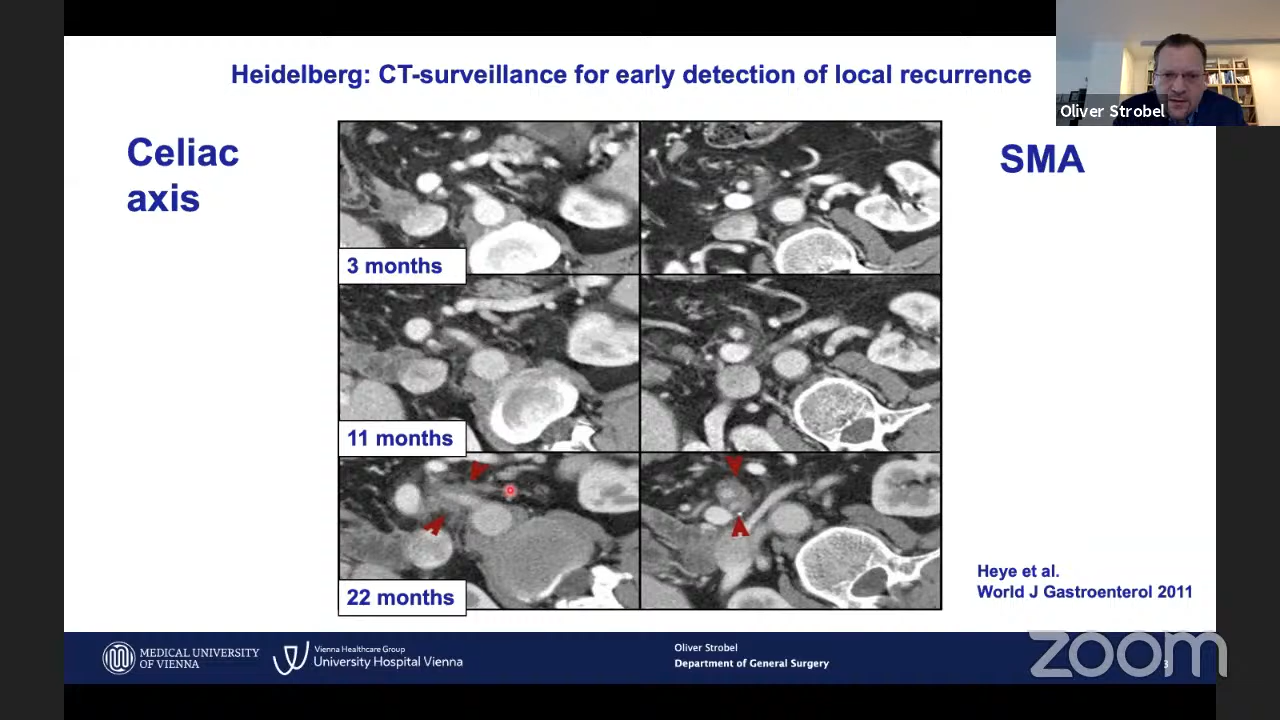 Heidelberg: CT-surveillance for early detection of local recurrence
Oliver Strobel
Celiac
axis
SMA
3 months
11 months
22 months
Heye et al.
World J Gastroenterol 2011
MEDICAL UNIVERSITY
OF VIENNA
Vienna Healthcare Group
University Hospital Vienna
Oliver Strobel
Department of General Surgery
zoom
3